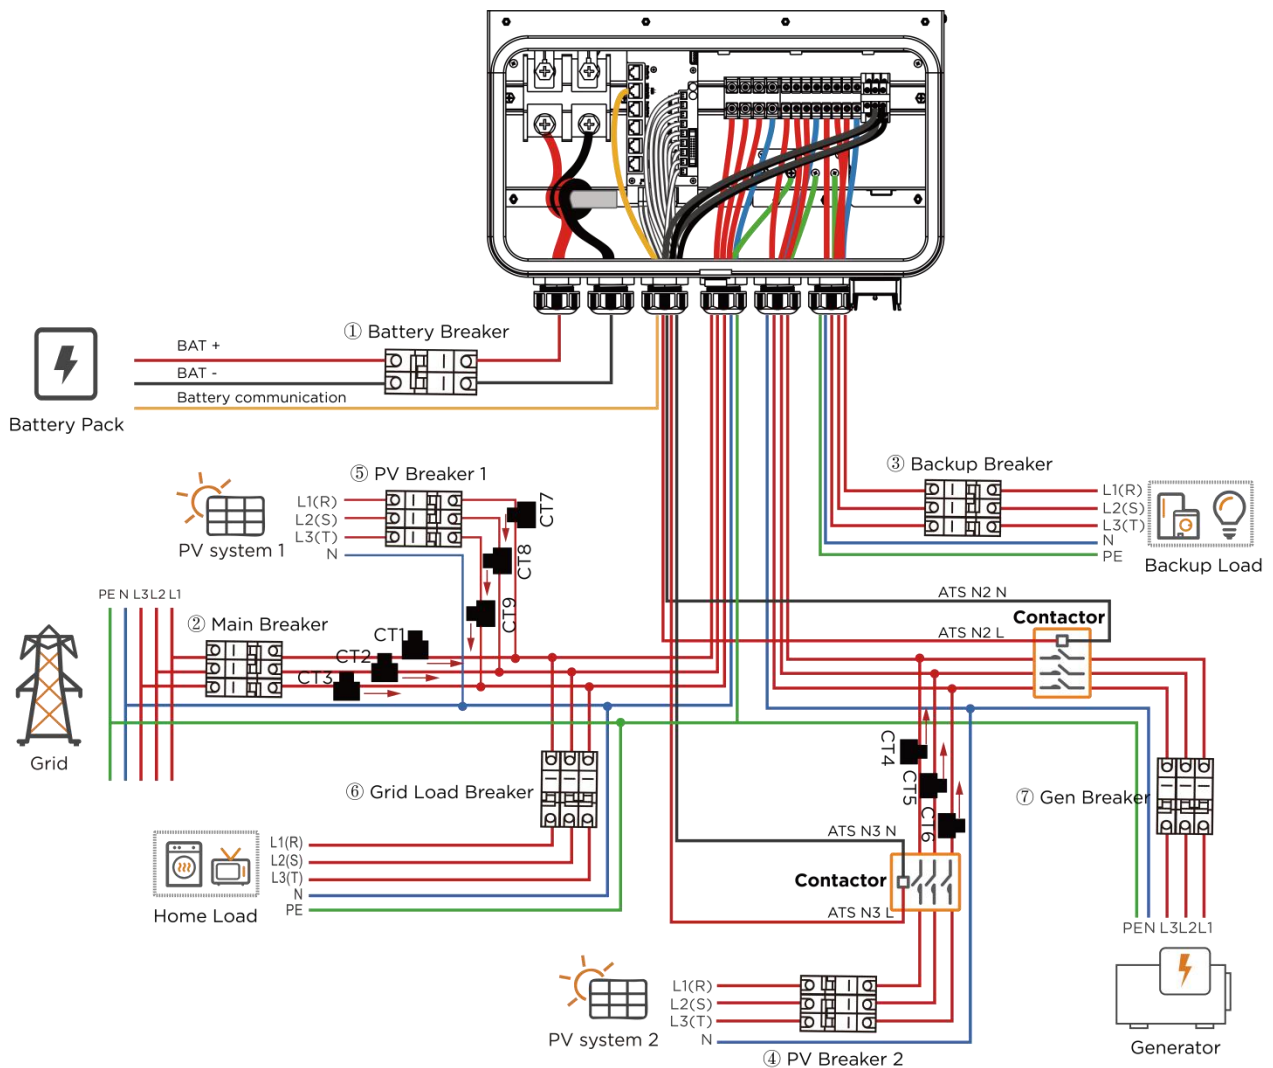 ① Battery Breaker
BAT +
BAT -
Battery communication
Battery Pack
⑤ PV Breaker 1
L1(R)
L2(S)
L3(T)
N
PV system 1
CT7
CT8
CT9
③ Backup Breaker
L1(R)
L2(S)
L3(T)
N
PE
Backup Load
PE N L3L2 L1
② Main Breaker
CT1
CT2
CT3
Grid
ATS N2 N
Contactor
ATS N2 L
CT4
CT5
CT6
⑥ Grid Load Breaker
⑦ Gen Breaker
L1(R)
L2(S)
L3(T)
N
PE
Home Load
ATS N3 N
Contactor
ATS N3 L
PEN L3L2L1
Generator
L1(R)
L2(S)
L3(T)
N
PV system 2
④ PV Breaker 2